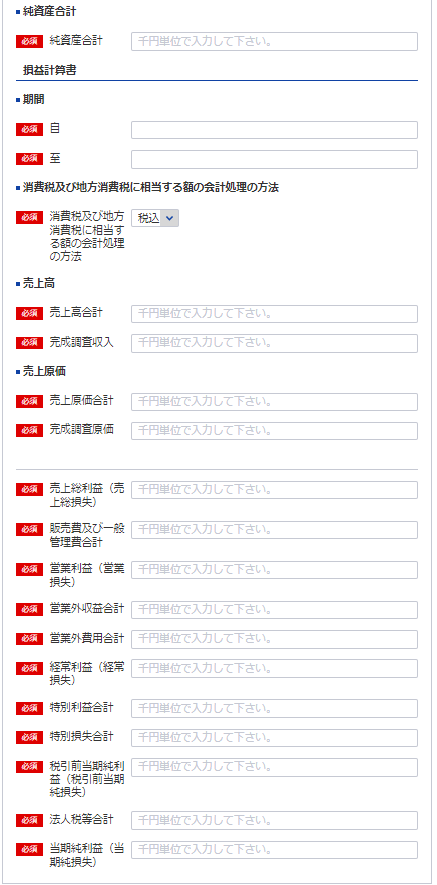 純資産合計
必須 純資産合計 千円単位で入力して下さい。
損益計算書
期間
必須 自
必須 至
消費税及び地方消費税に相当する額の会計処理の方法
必須 消費税及び地方 税込
消費税に相当す
る額の会計処理
の方法
売上高
必須 売上高合計 千円単位で入力して下さい。
必須 完成調査収入 千円単位で入力して下さい。
売上原価
必須 売上原価合計 千円単位で入力して下さい。
必須 完成調査原価 千円単位で入力して下さい。
必須 売上総利益（売 千円単位で入力して下さい。
上総損失）
必須 販売費及び一般 千円単位で入力して下さい。
管理費合計
必須 営業利益（営業 千円単位で入力して下さい。
損失）
必須 営業外収益合計 千円単位で入力して下さい。
必須 営業外費用合計 千円単位で入力して下さい。
必須 経常利益（経常 千円単位で入力して下さい。
損失）
必須 特別利益合計 千円単位で入力して下さい。
必須 特別損失合計 千円単位で入力して下さい。
必須 税引前当期純利 千円単位で入力して下さい。
益（税引前当期
純損失）
必須 法人税等合計 千円単位で入力して下さい。
必須 当期純利益（当 千円単位で入力して下さい。
期純損失）